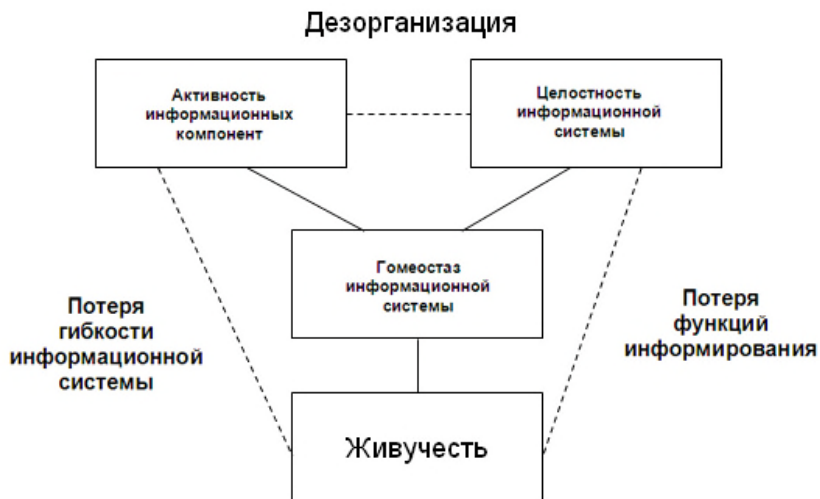 Дезорганизация
Активность
информационных
компонент
Целостность
информационной
системы
Гомеостаз
информационной
системы
Потеря
гибкости
информационной
системы
Потеря
функций
информирования
Живучесть